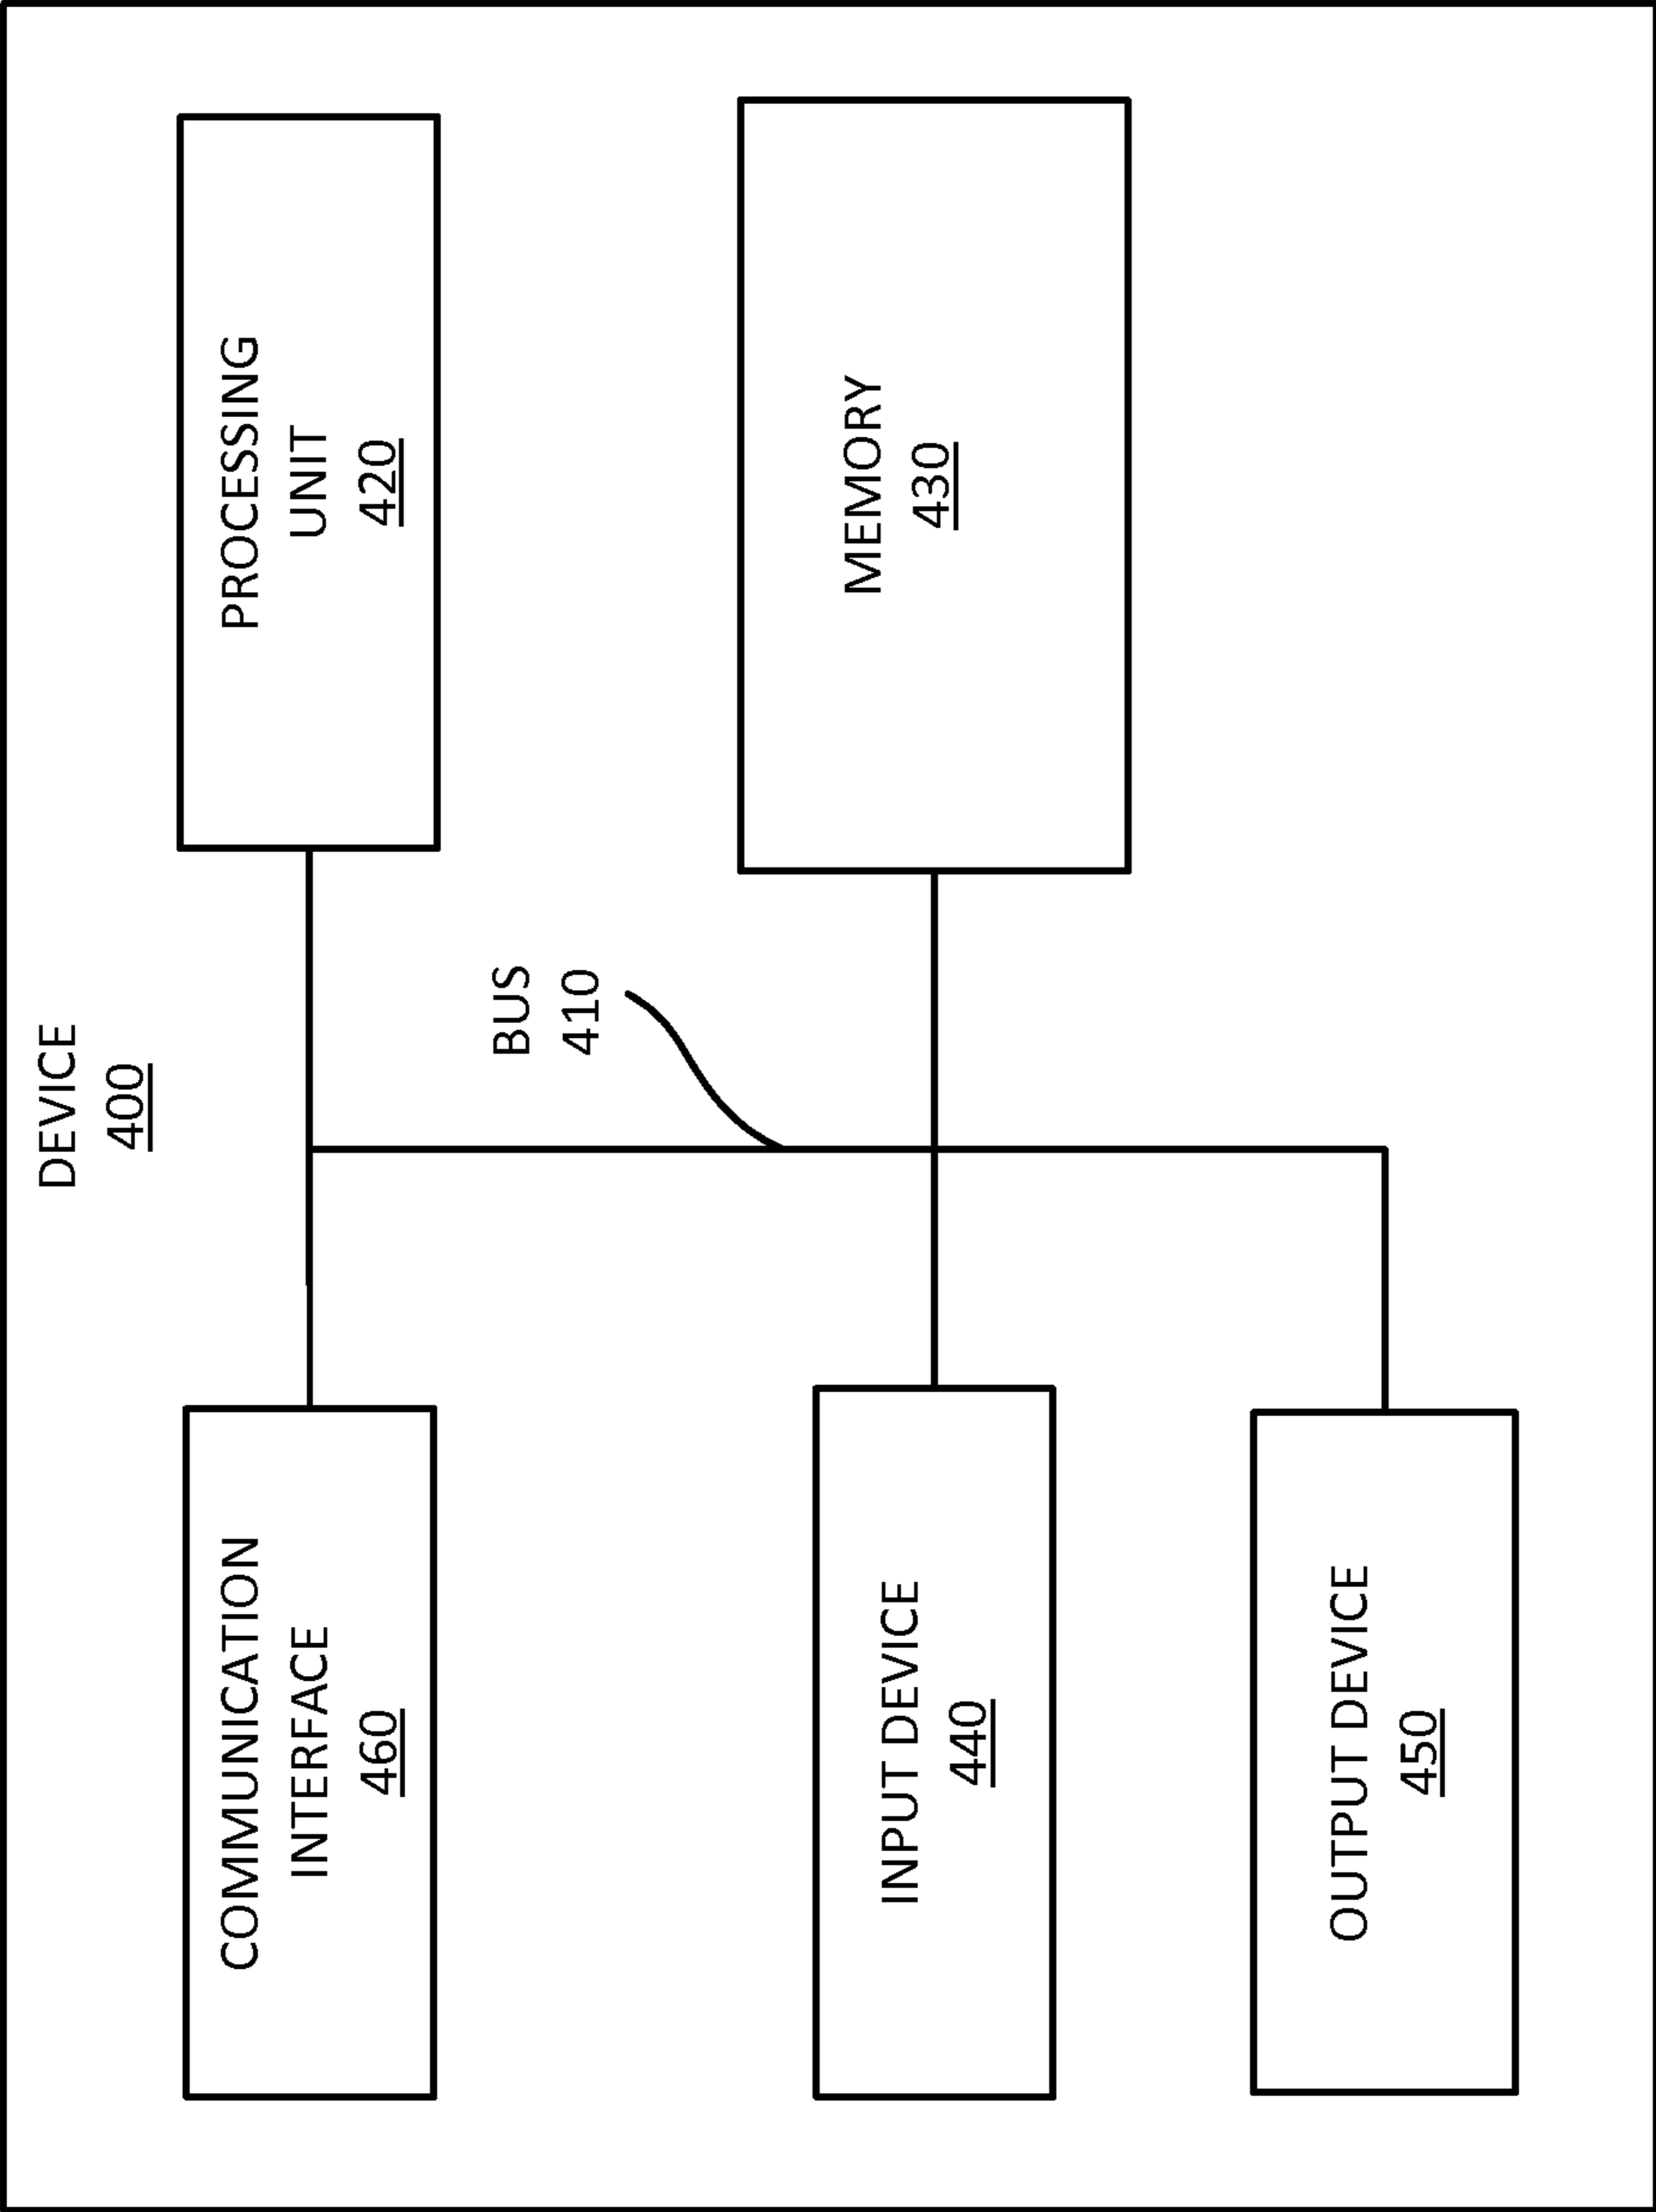 DEVICE
400
COMMUNICATION
INTERFACE
460
PROCESSING
UNIT
420
BUS
410
INPUT DEVICE
440
MEMORY
430
OUTPUT DEVICE
450